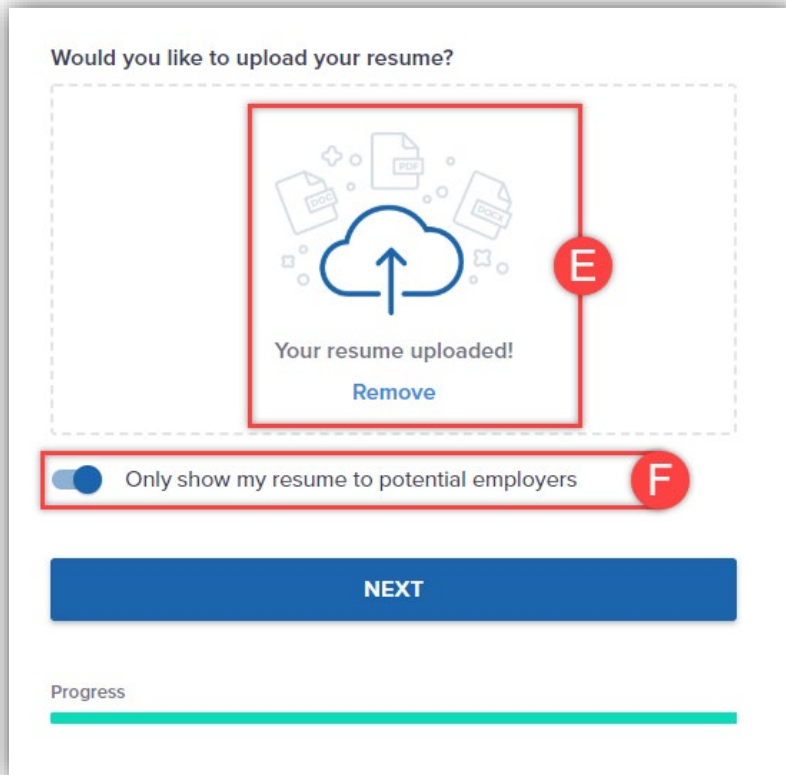 Would you like to upload your resume?
PDF
DOC
DOCX
E
Your resume uploaded!
Remove
Only show my resume to potential employers
F
NEXT
Progress